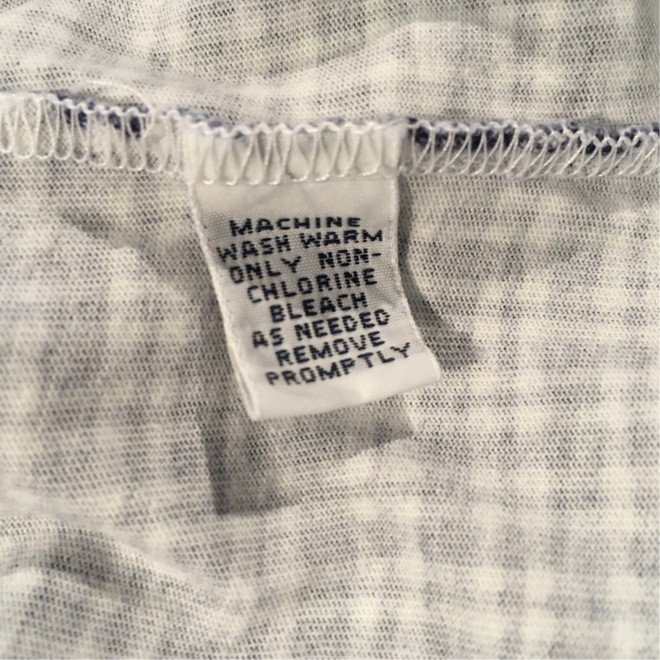 MACHINE
WASH WARM
ONLY NON-
CHLORINE
BLEACH
AS NEEDED
REMOVE
PROMPTLY